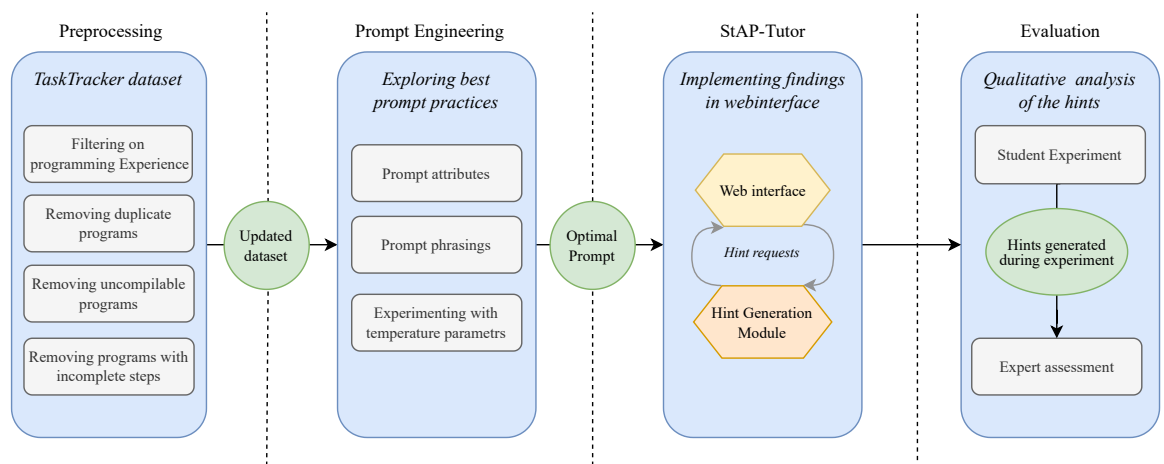 Preprocessing
TaskTracker dataset
Filtering on
programming Experience
Removing duplicate
programs
Removing uncompilable
programs
Removing programs with
incomplete steps
Updated
dataset
Prompt Engineering
Exploring best
prompt practices
Prompt attributes
Prompt phrasings
Experimenting with
temperature parametrs
Optimal
Prompt
StAP-Tutor
Implementing findings
in webinterface
Web interface
Hint requests
Hint Generation
Module
Evaluation
Qualitative analysis
of the hints
Student Experiment
Hints generated
during experiment
Expert assessment